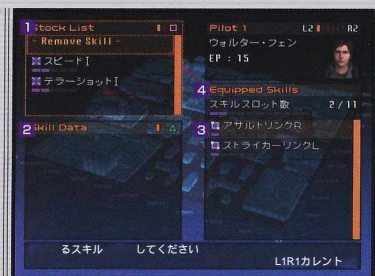 1 Stock List
- Remove Skill -
スピードI
テラーショットI
2 Skill Data
Pilot 1 L2 R2
ウォルター・フェン
EP : 15
4 Equipped Skills
スキルスロット数 2/11
3 アサルトリンクR
ストライカーリンクL
るスキル してください
L1R1カレント